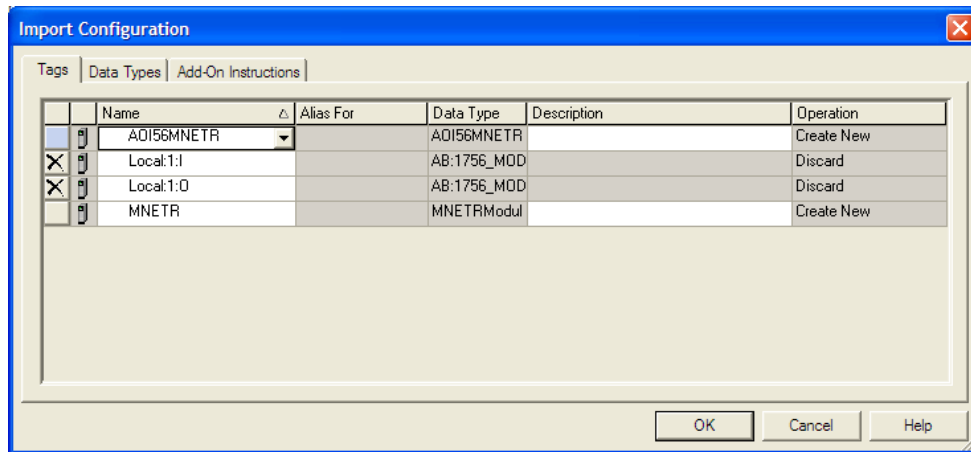 Import Configuration
Tags Data Types Add-On Instructions
Name Alias For Data Type Description Operation
AOI56MNETR AOI56MNETR Create New
Local:1:I AB:1756_MOD Discard
Local:1:O AB:1756_MOD Discard
MNETR MNETRModul Create New
OK Cancel Help